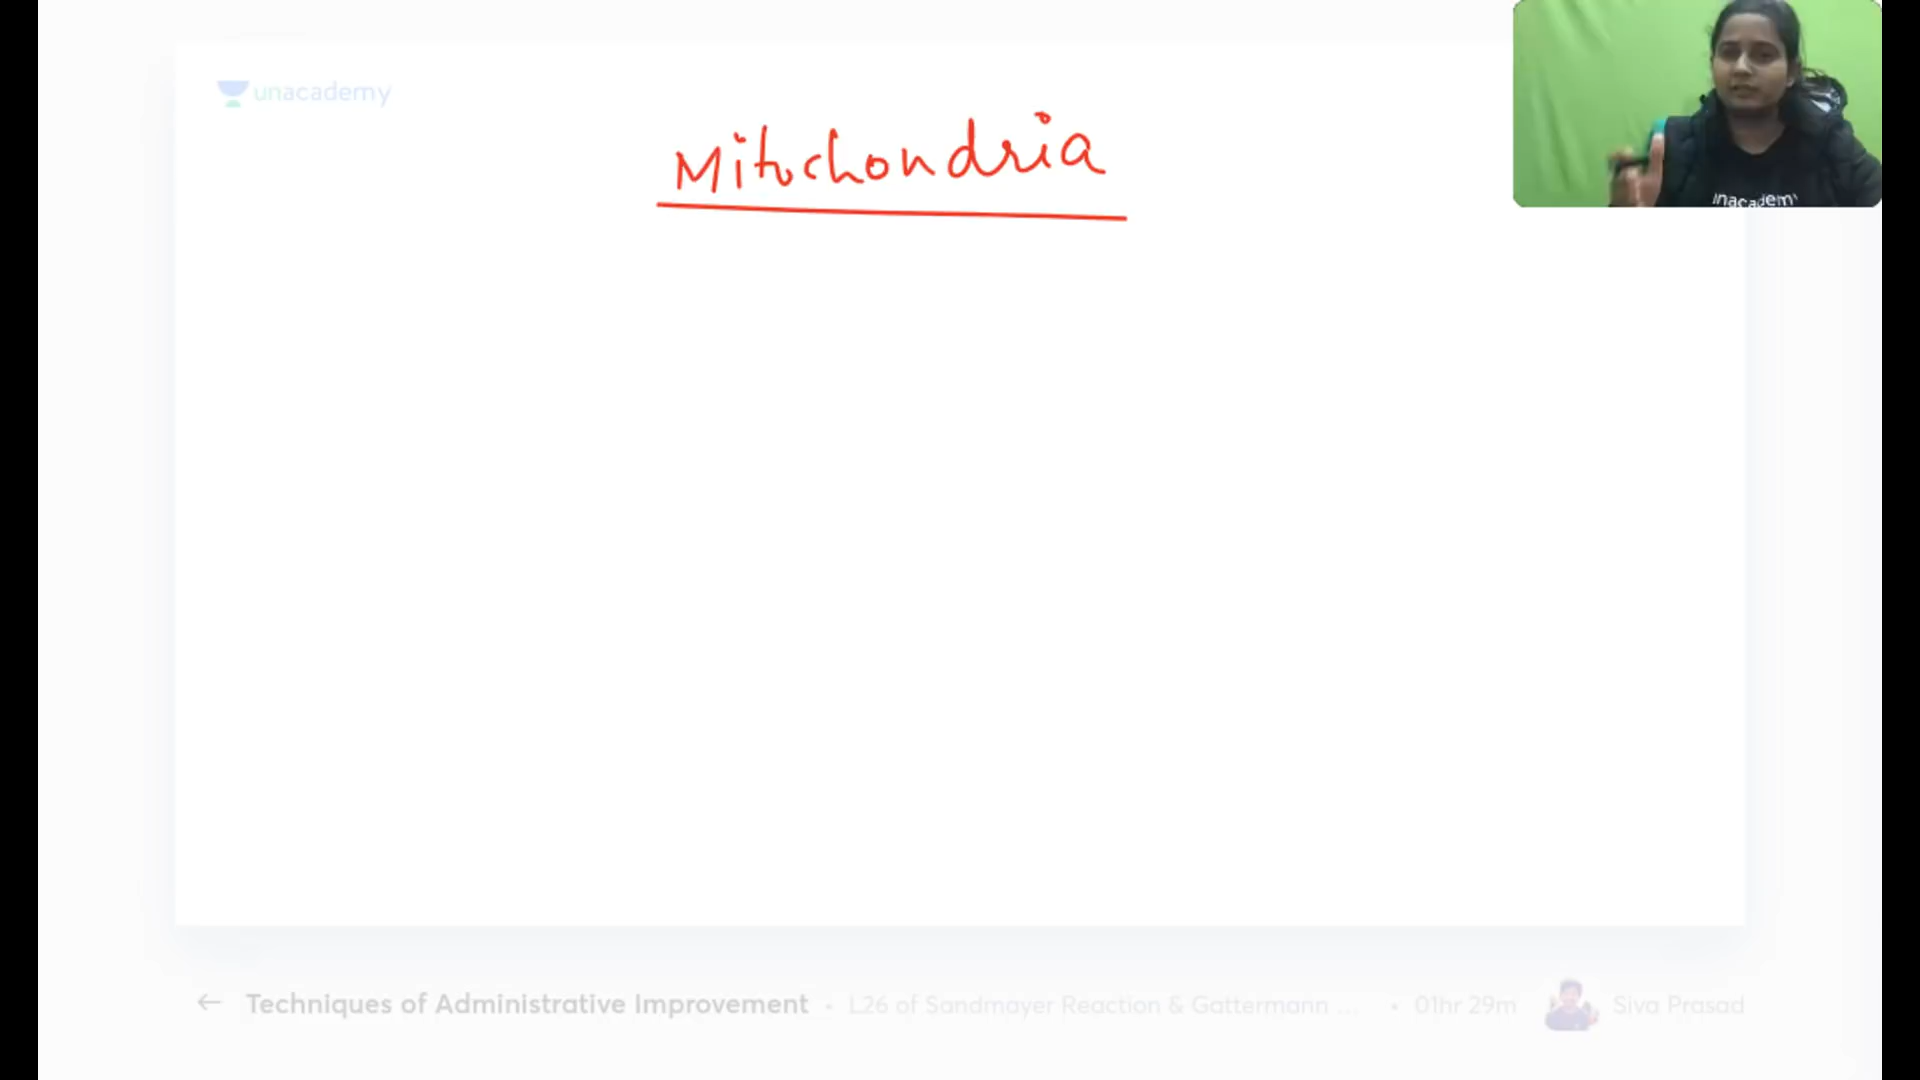 unacademy
Mitochondria
unacademy
← Techniques of Administrative Improvement • L26 of Sandmayer Reaction & Gattermann ... • 01hr 29m Siva Prasad